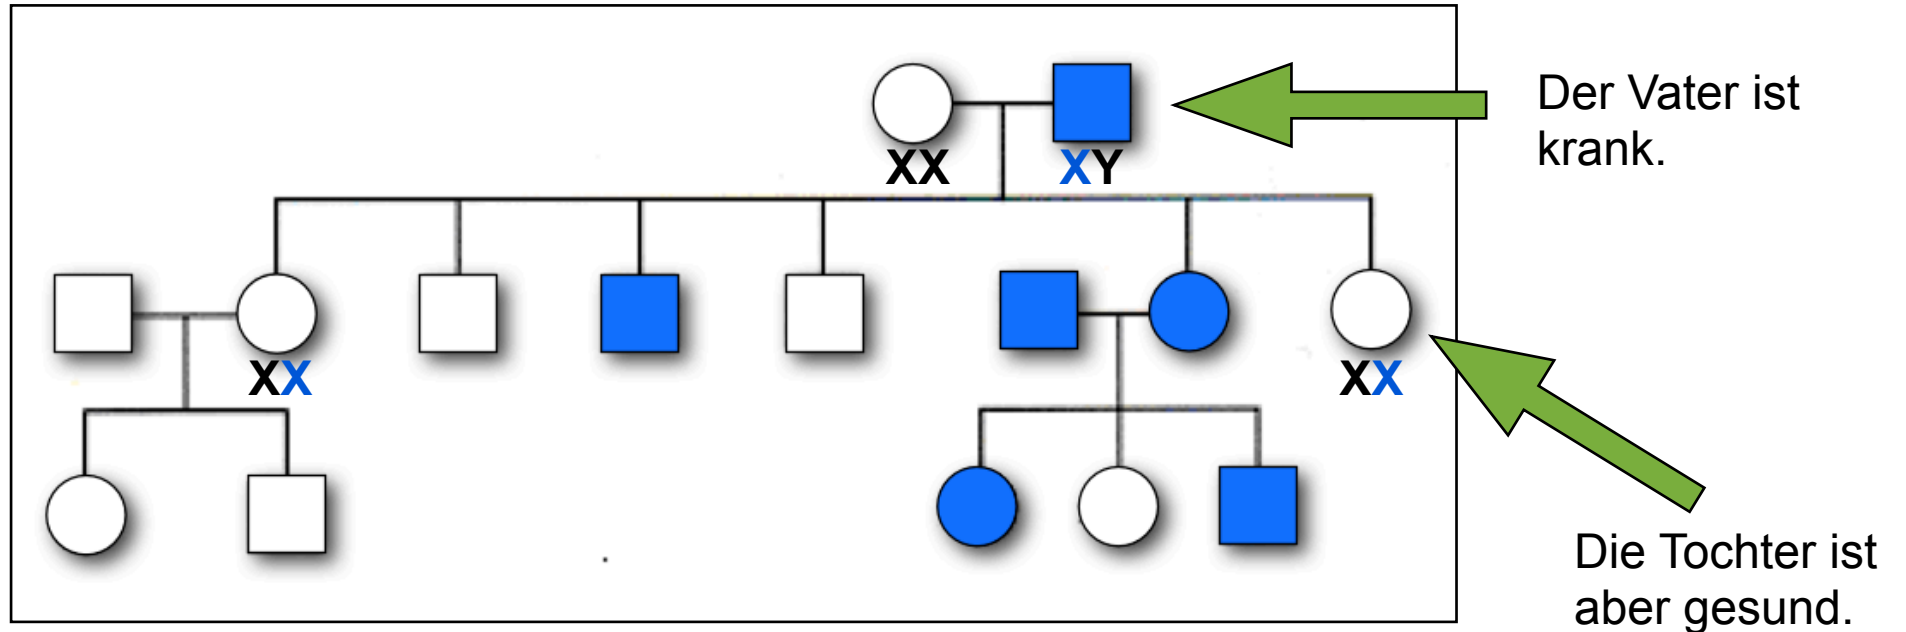 Der Vater ist
krank.
XX
XY
XX
XX
Die Tochter ist
aber gesund.